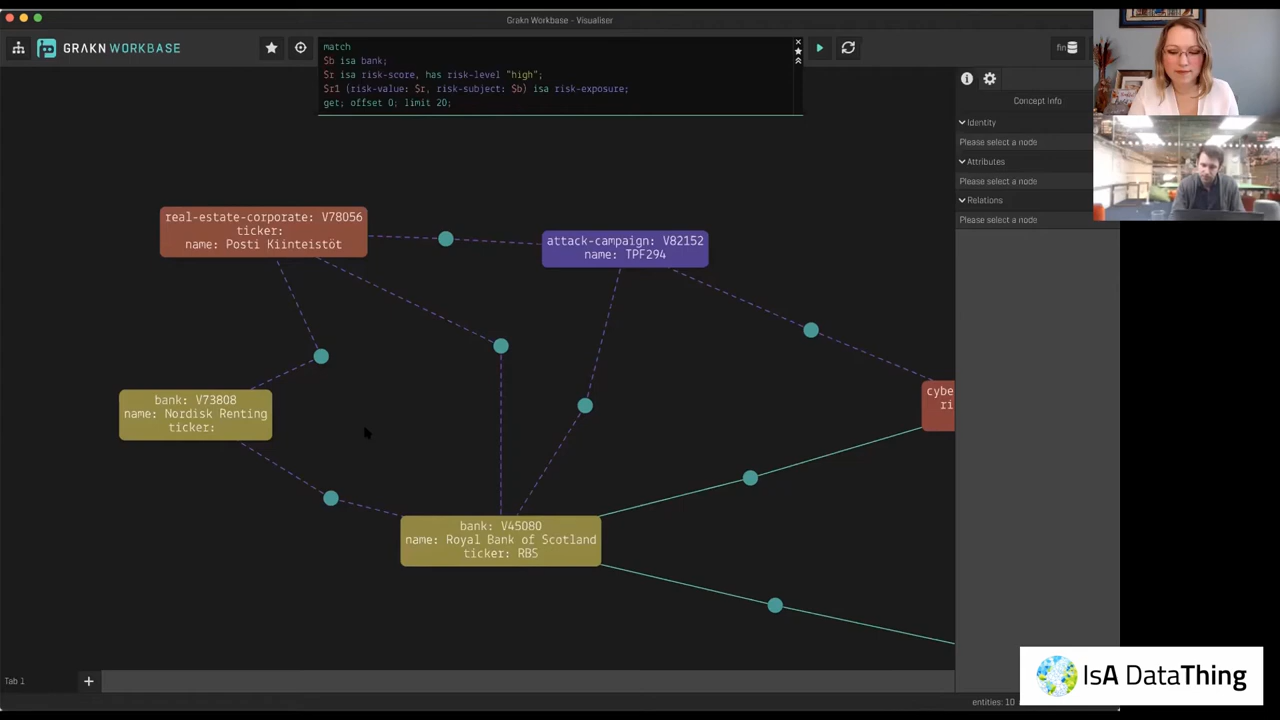 Grakn Workbase - Visualiser
GRAKN WORKBASE
match
$b isa bank;
$r isa risk-score, has risk-level "high";
$r1 (risk-value: $r, risk-subject: $b) isa risk-exposure;
get; offset 0; limit 20;
fin
Concept Info
Identity
Please select a node
Attributes
Please select a node
Relations
Please select a node
real-estate-corporate: V78056
ticker:
name: Posti Kiinteistöt
attack-campaign: V82152
name: TPF294
bank: V73808
name: Nordisk Renting
ticker:
cybe
ri
bank: V45080
name: Royal Bank of Scotland
ticker: RBS
IsA DataThing
Tab 1
entities: 10